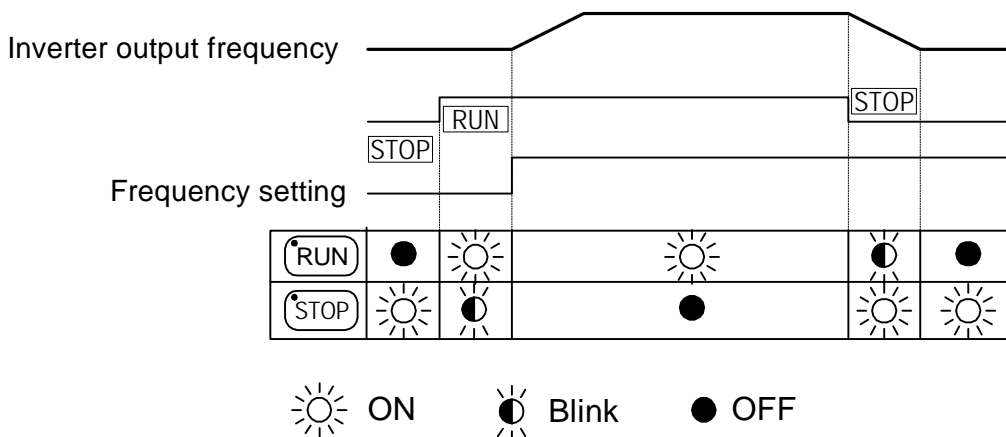 Inverter output frequency
STOP
RUN
STOP
Frequency setting
RUN
STOP
ON
Blink
OFF